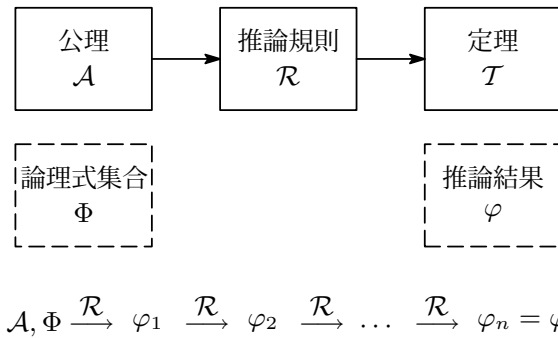 公理 推論規則 定理
𝒜 ℛ 𝒯
論理式集合 推論結果
Φ φ
𝒜, Φ ─ℛ→ φ₁ ─ℛ→ φ₂ ─ℛ→ … ─ℛ→ φₙ = φ